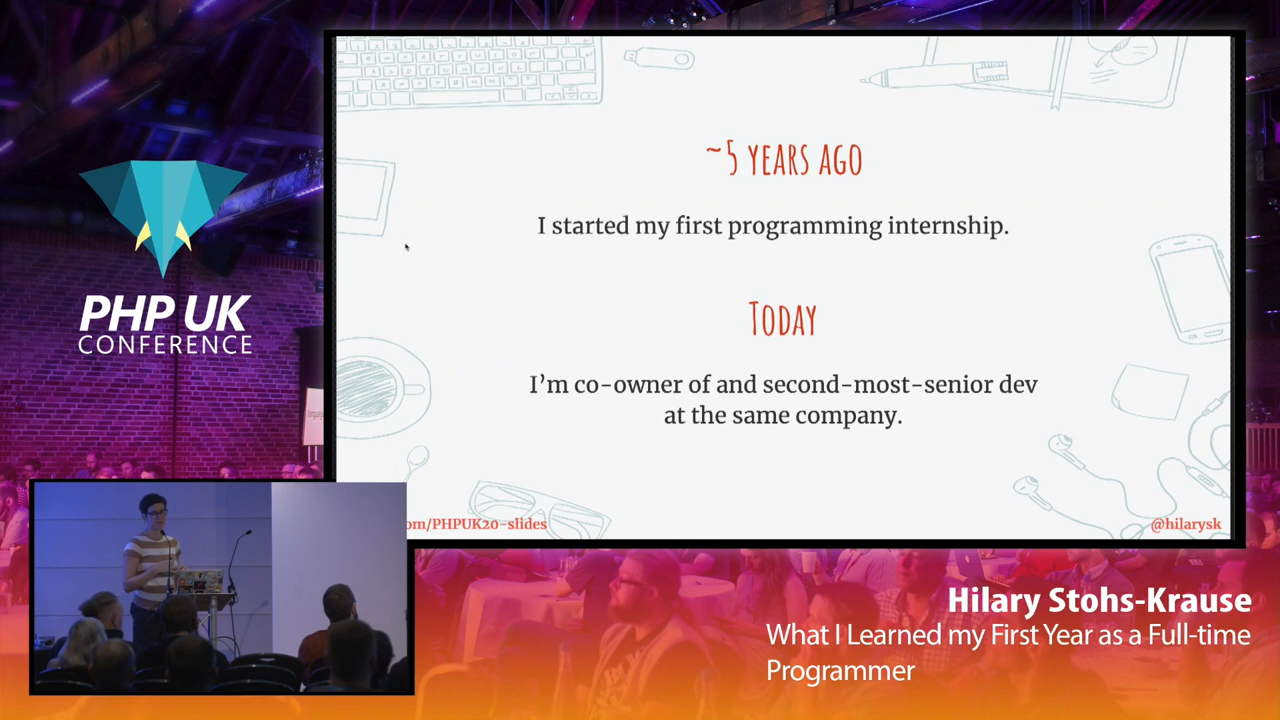 PHP UK
CONFERENCE
~5 YEARS AGO
I started my first programming internship.
TODAY
I'm co-owner of and second-most-senior dev
at the same company.
om/PHPUK20-slides
@hilarysk
Hilary Stohs-Krause
What I Learned my First Year as a Full-time
Programmer